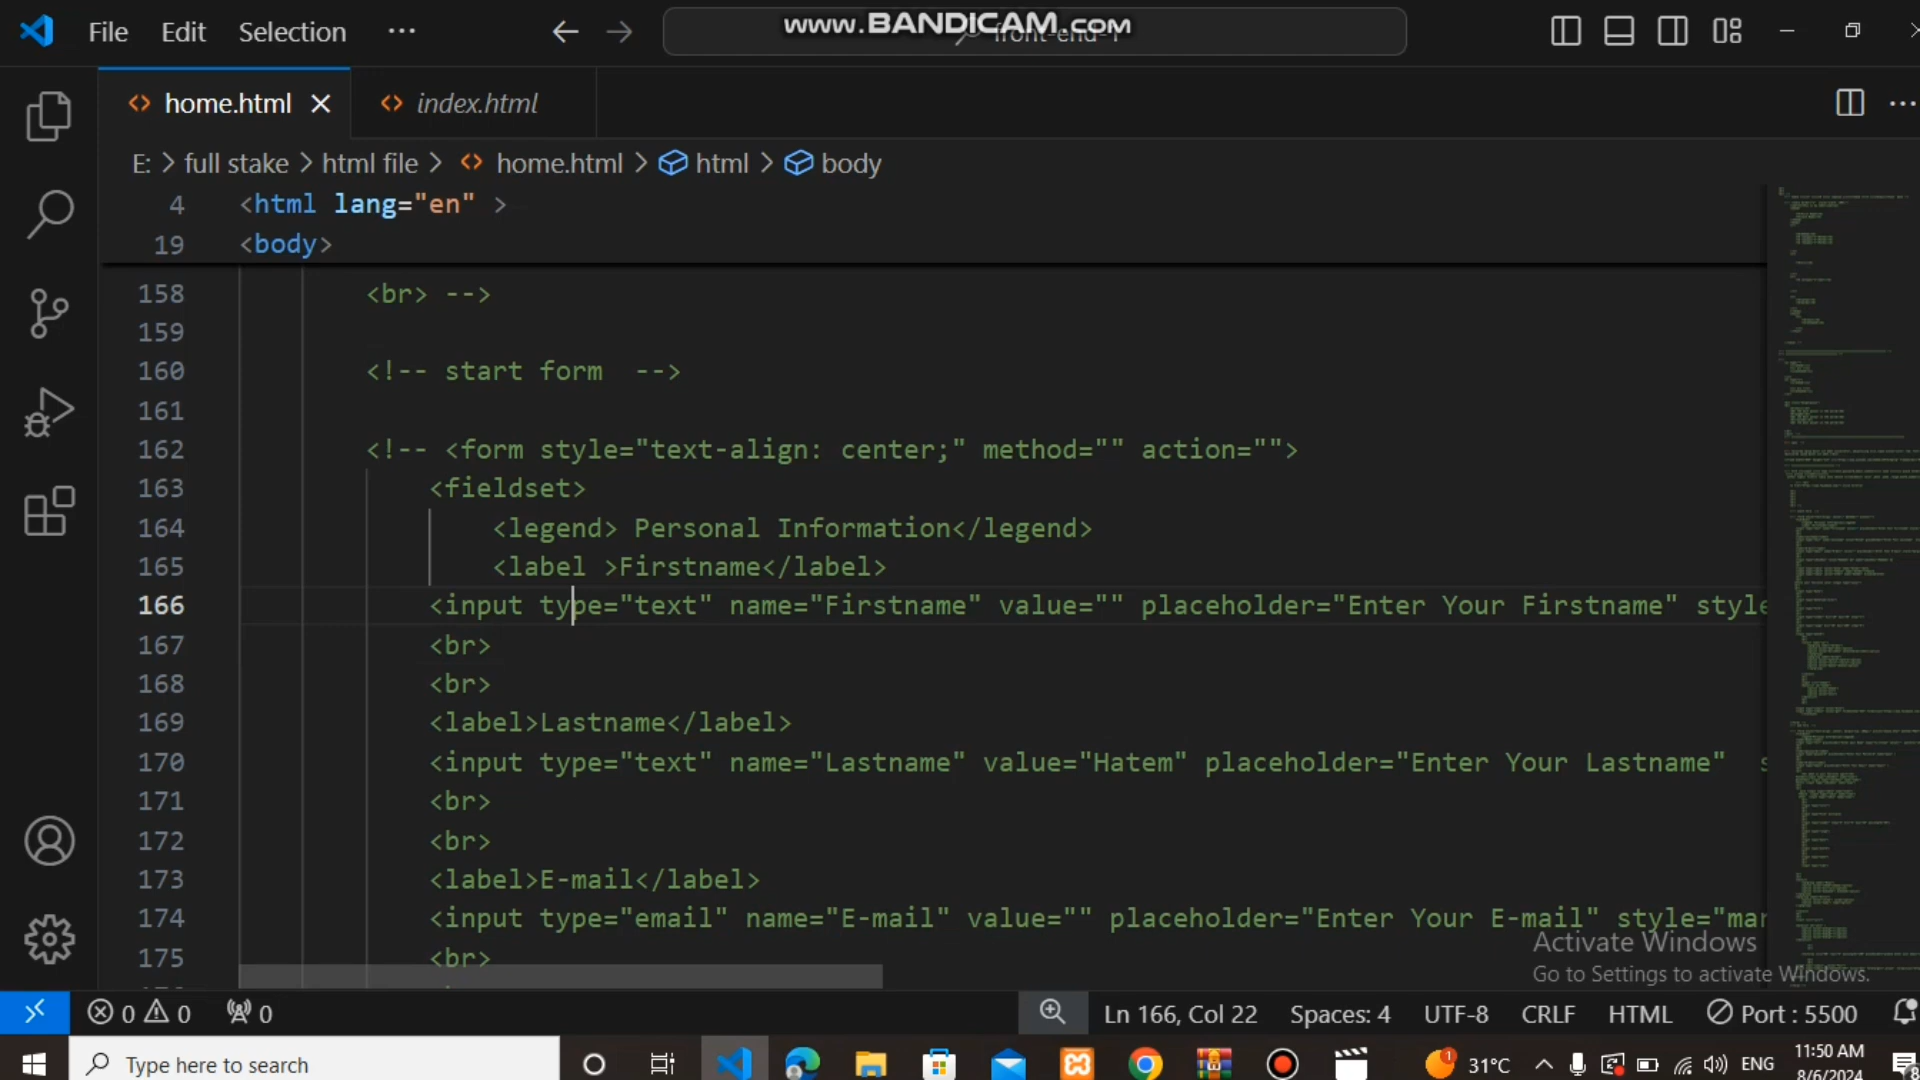 File Edit Selection ...
www.BANDICAM.com
front-end-1
home.html
index.html
E: > full stake > html file > home.html > html > body
4 <html lang="en" >
19 <body>
158 <br> -->
159
160 <!-- start form  -->
161
162 <!-- <form style="text-align: center;" method="" action="">
163 <fieldset>
164 <legend> Personal Information</legend>
165 <label >Firstname</label>
166 <input type="text" name="Firstname" value="" placeholder="Enter Your Firstname" style
167 <br>
168 <br>
169 <label>Lastname</label>
170 <input type="text" name="Lastname" value="Hatem" placeholder="Enter Your Lastname"  s
171 <br>
172 <br>
173 <label>E-mail</label>
174 <input type="email" name="E-mail" value="" placeholder="Enter Your E-mail" style="mar
175 <br>
Activate Windows
Go to Settings to activate Windows.
0 0 0 Ln 166, Col 22 Spaces: 4 UTF-8 CRLF HTML Port : 5500
Type here to search
1 31°C ENG
11:50 AM
8/6/2024